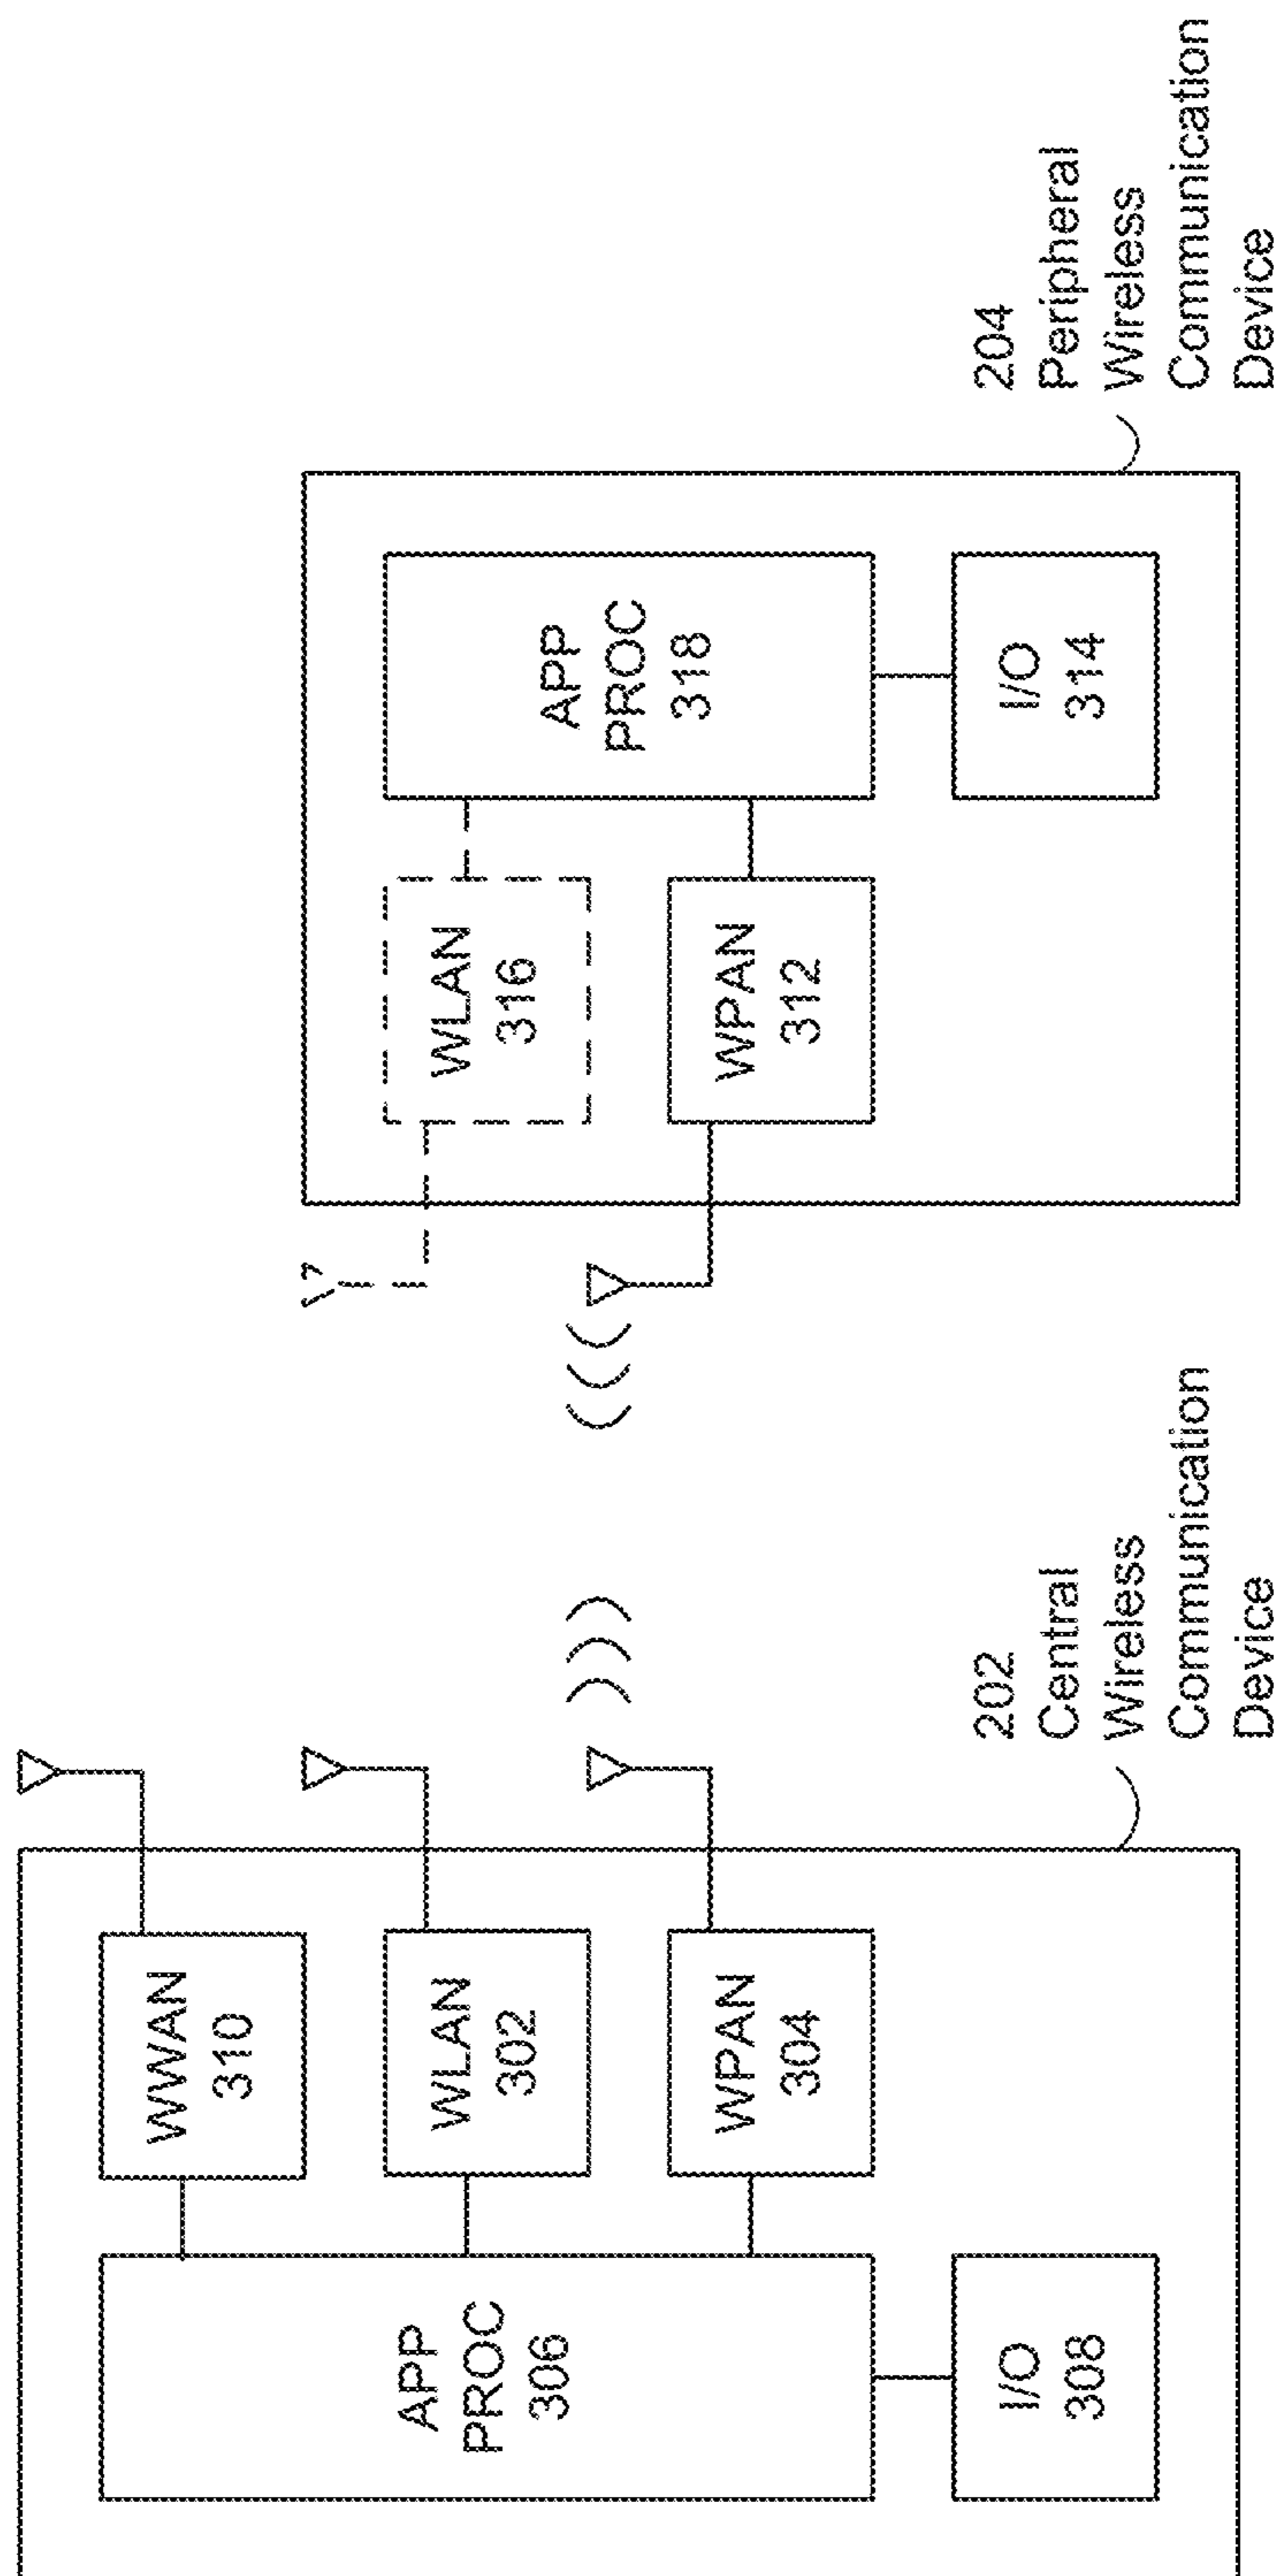 APP
PROC
306
WWAN
310
WLAN
302
WPAN
304
I/O
308
202
Central
Wireless
Communication
Device
WLAN
316
WPAN
312
APP
PROC
318
I/O
314
204
Peripheral
Wireless
Communication
Device